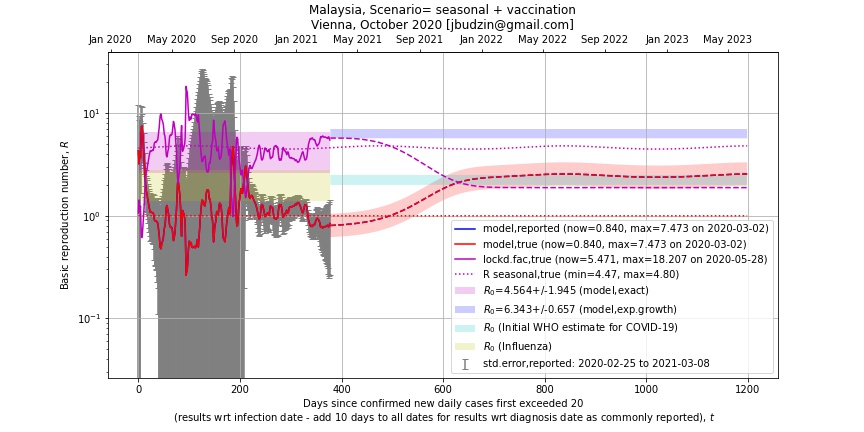 Malaysia, Scenario= seasonal + vaccination
Vienna, October 2020 [jbudzin@gmail.com]
Jan 2020 May 2020 Sep 2020 Jan 2021 May 2021 Sep 2021 Jan 2022 May 2022 Sep 2022 Jan 2023 May 2023
Basic reproduction number, R
10¹
10⁰
10⁻¹
model,reported (now=0.840, max=7.473 on 2020-03-02)
model,true (now=0.840, max=7.473 on 2020-03-02)
lockd.fac,true (now=5.471, max=18.207 on 2020-05-28)
R seasonal,true (min=4.47, max=4.80)
R₀=4.564+/-1.945 (model,exact)
R₀=6.343+/-0.657 (model,exp.growth)
R₀ (Initial WHO estimate for COVID-19)
R₀ (Influenza)
std.error,reported: 2020-02-25 to 2021-03-08
0 200 400 600 800 1000 1200
Days since confirmed new daily cases first exceeded 20
(results wrt infection date - add 10 days to all dates for results wrt diagnosis date as commonly reported), t